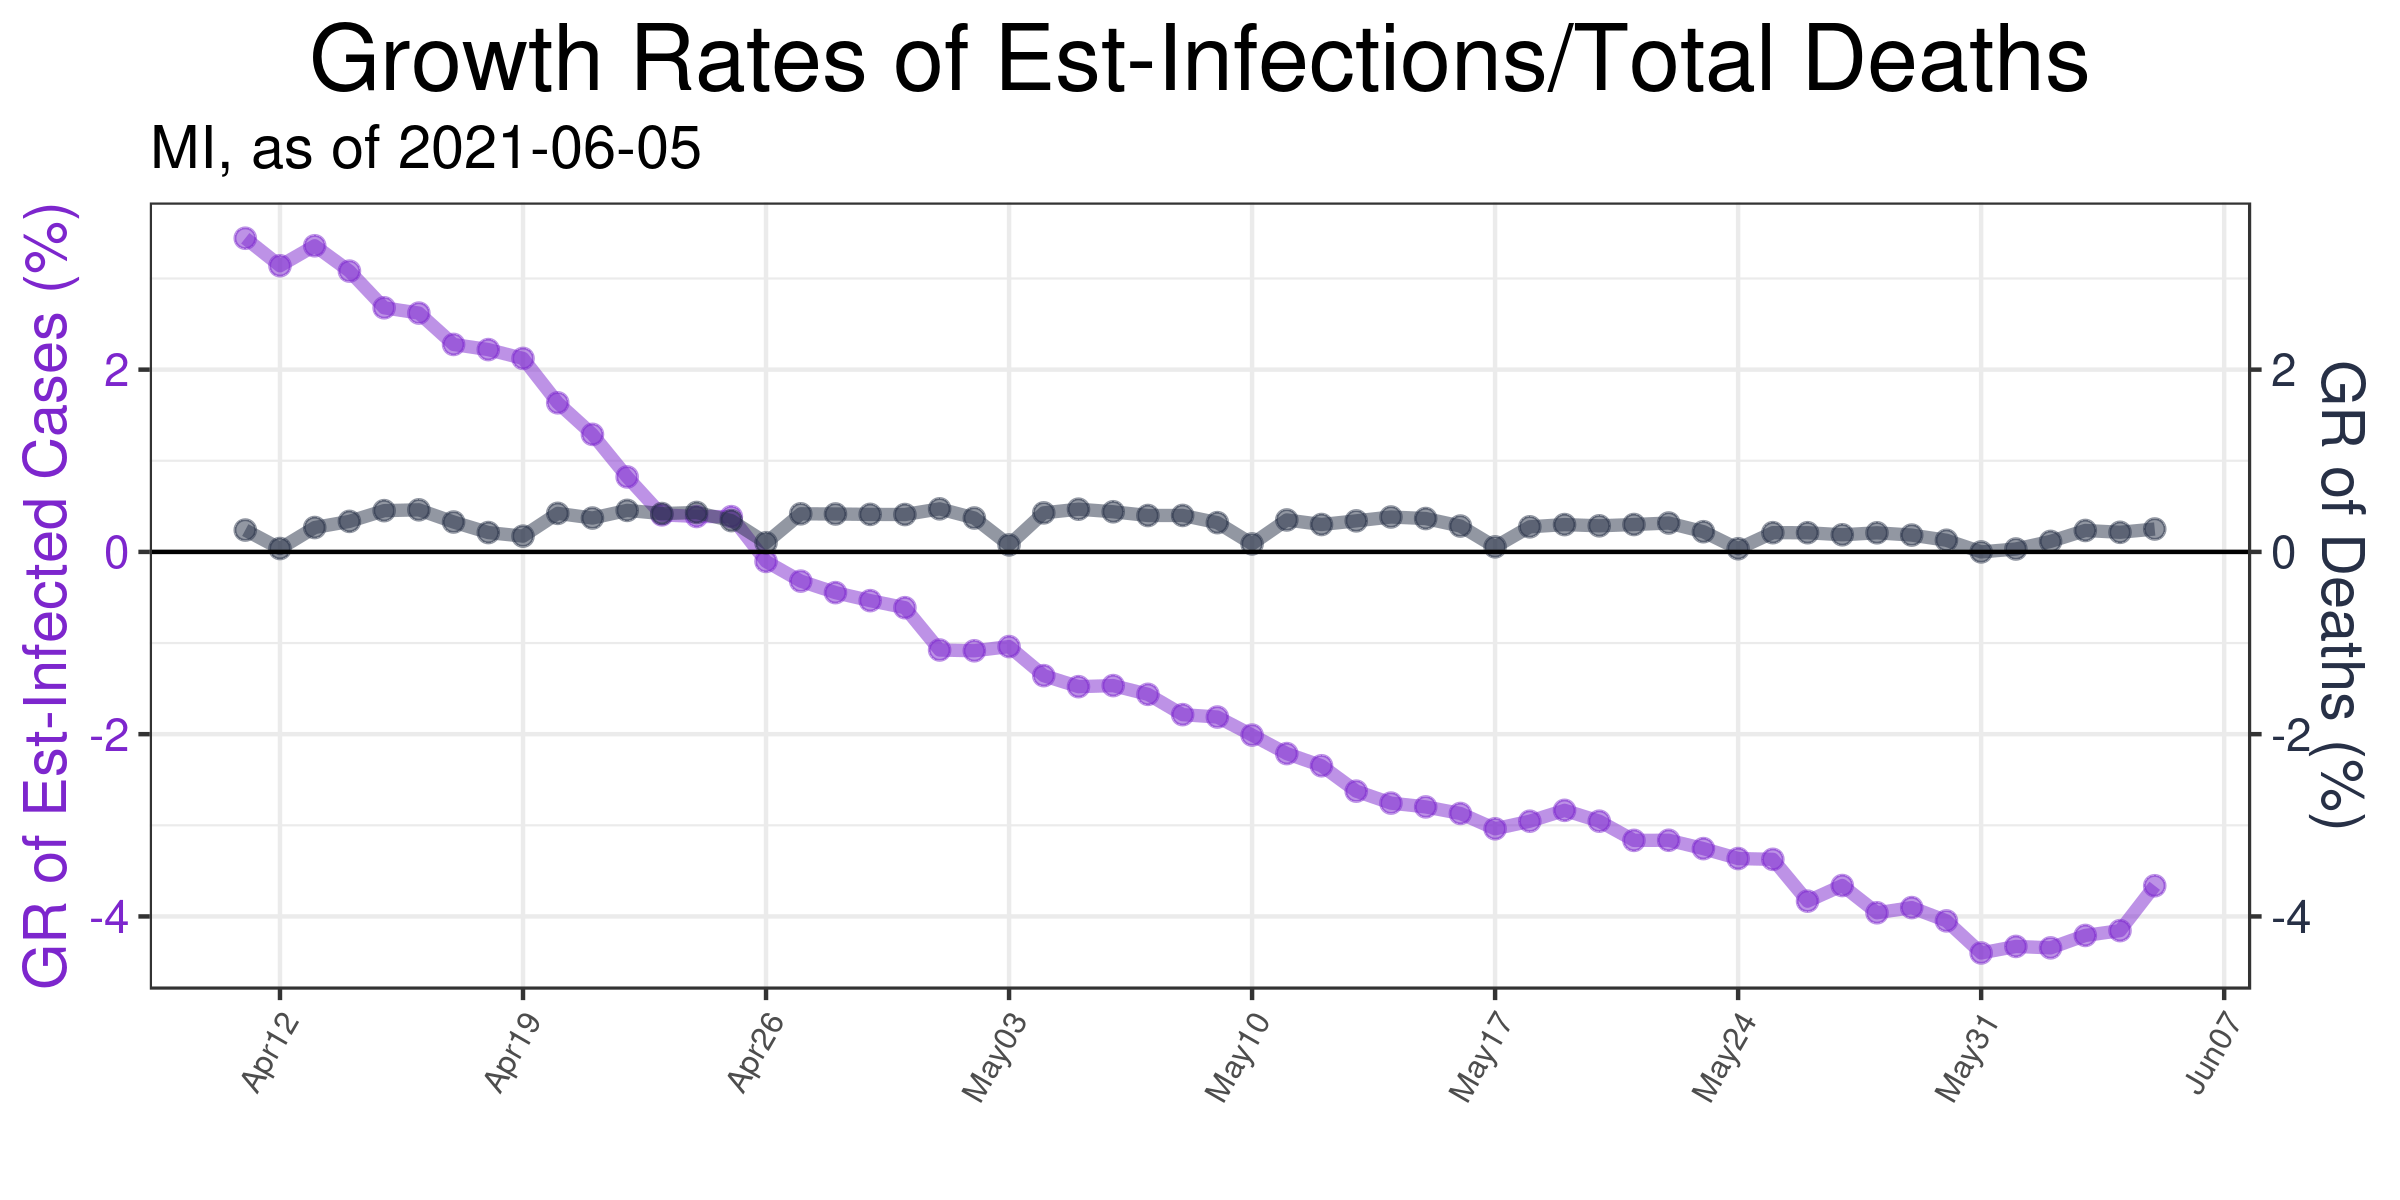 Growth Rates of Est-Infections/Total Deaths
MI, as of 2021-06-05
GR of Est-Infected Cases (%)
2
0
-2
-4
2
0
-2
-4
GR of Deaths (%)
Apr12
Apr19
Apr26
May03
May10
May17
May24
May31
Jun07